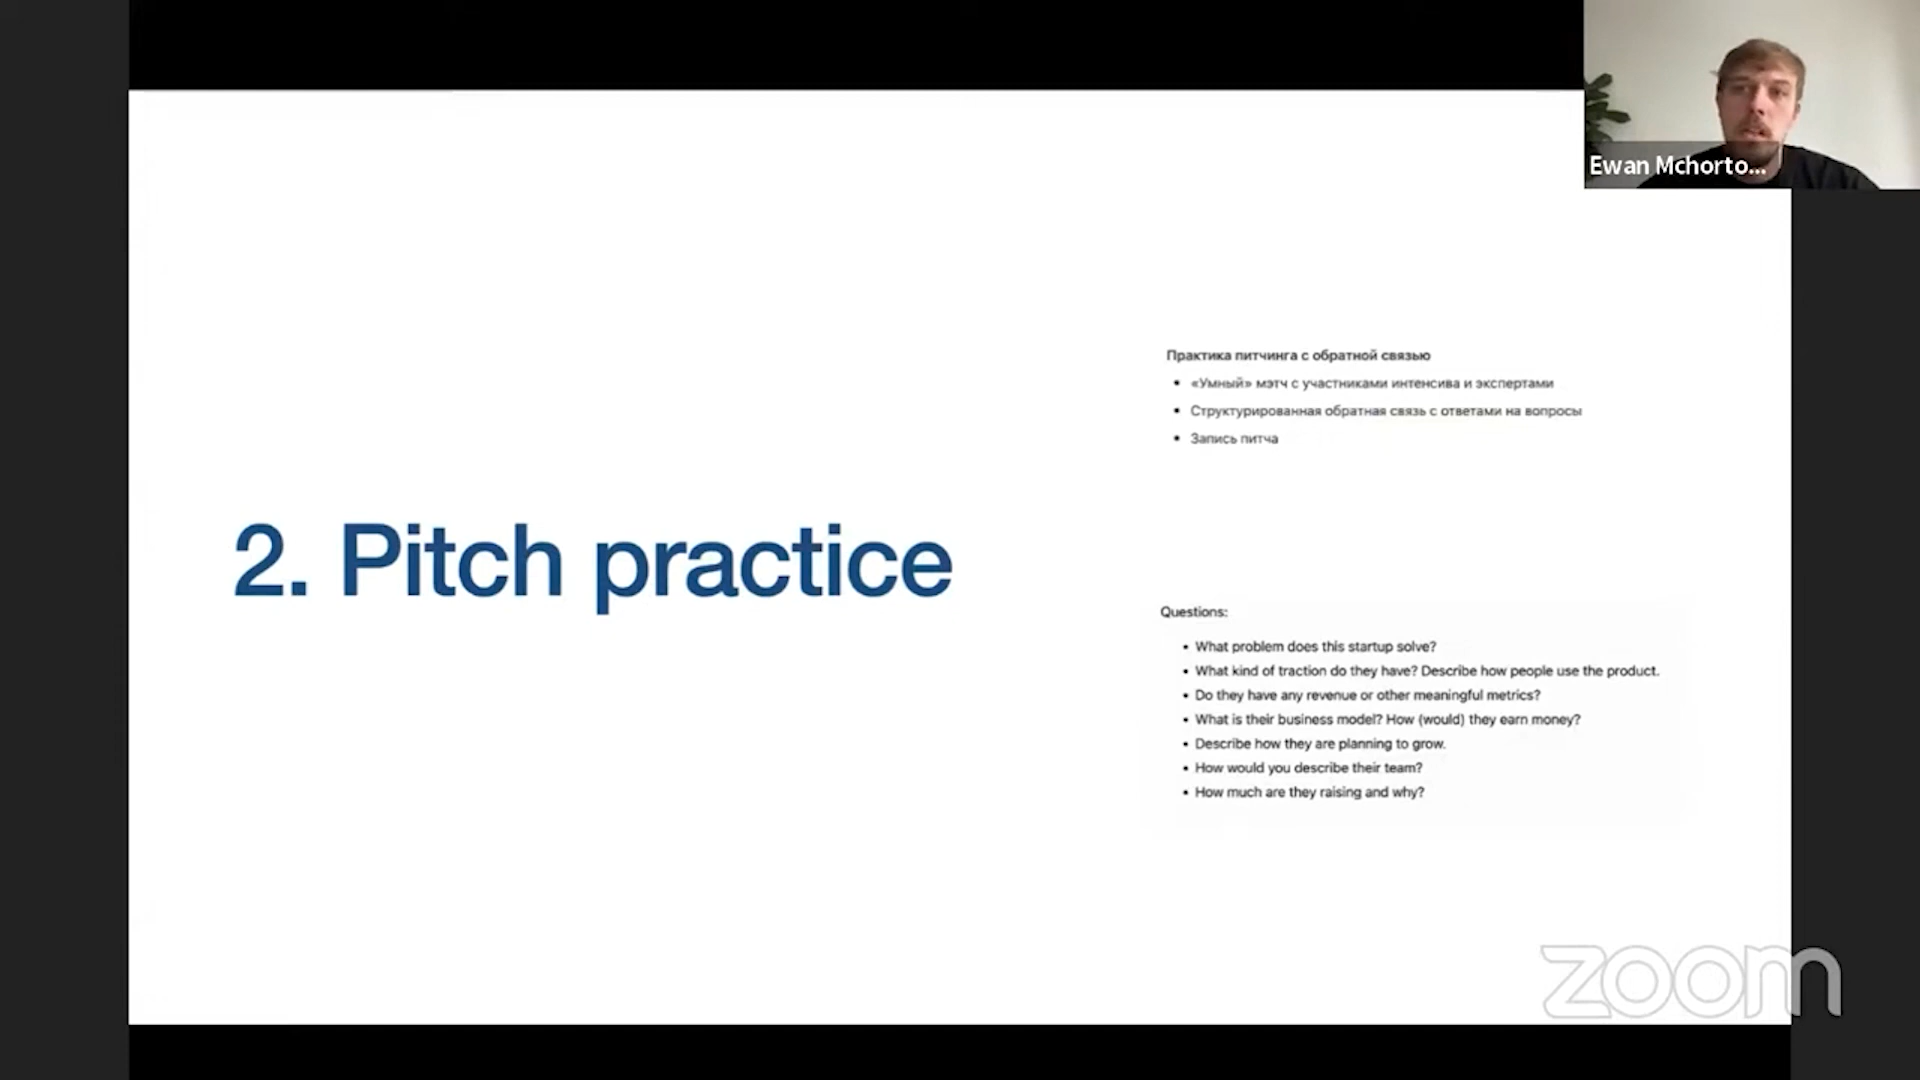 Ewan Mchorto...
Практика питчинга с обратной связью
• «Умный» мэтч с участниками интенсива и экспертами
• Структурированная обратная связь с ответами на вопросы
• Запись питча
2. Pitch practice
Questions:
• What problem does this startup solve?
• What kind of traction do they have? Describe how people use the product.
• Do they have any revenue or other meaningful metrics?
• What is their business model? How (would) they earn money?
• Describe how they are planning to grow.
• How would you describe their team?
• How much are they raising and why?
zoom